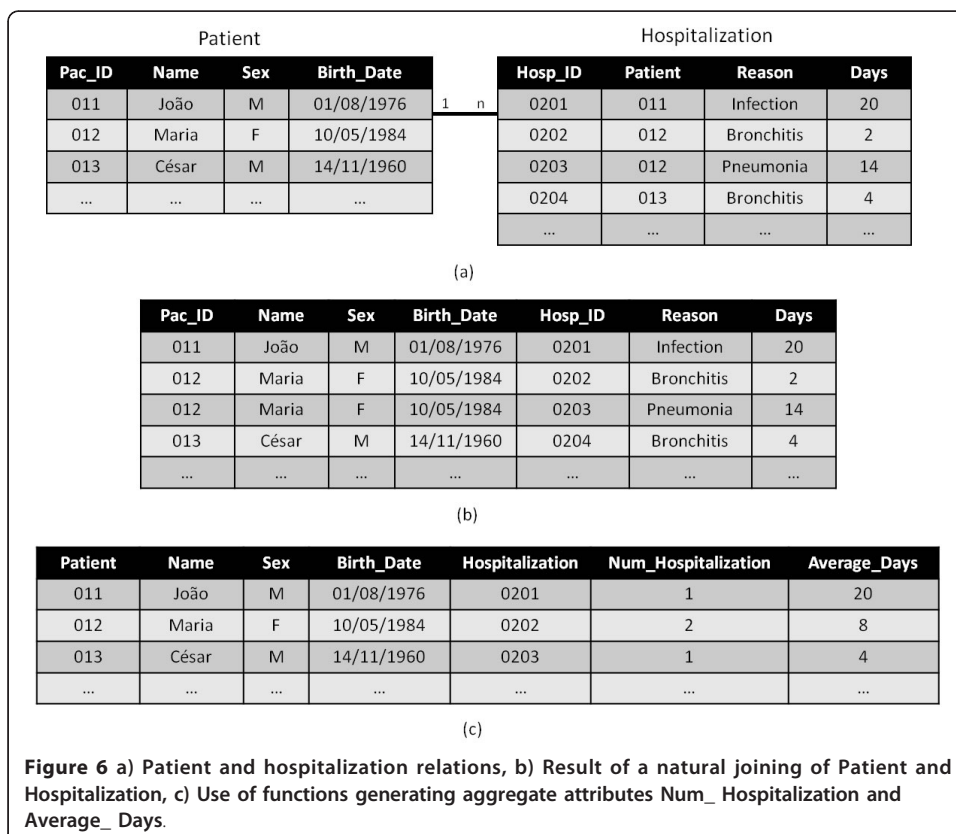 Patient
Pac_ID Name Sex Birth_Date
011 João M 01/08/1976
012 Maria F 10/05/1984
013 César M 14/11/1960
... ... ... ...
1 n
Hospitalization
Hosp_ID Patient Reason Days
0201 011 Infection 20
0202 012 Bronchitis 2
0203 012 Pneumonia 14
0204 013 Bronchitis 4
... ... ... ...
(a)
Pac_ID Name Sex Birth_Date Hosp_ID Reason Days
011 João M 01/08/1976 0201 Infection 20
012 Maria F 10/05/1984 0202 Bronchitis 2
012 Maria F 10/05/1984 0203 Pneumonia 14
013 César M 14/11/1960 0204 Bronchitis 4
... ... ... ... ... ... ...
(b)
Patient Name Sex Birth_Date Hospitalization Num_Hospitalization Average_Days
011 João M 01/08/1976 0201 1 20
012 Maria F 10/05/1984 0202 2 8
013 César M 14/11/1960 0203 1 4
... ... ... ... ... ... ...
(c)
Figure 6 a) Patient and hospitalization relations, b) Result of a natural joining of Patient and
Hospitalization, c) Use of functions generating aggregate attributes Num_ Hospitalization and
Average_ Days.